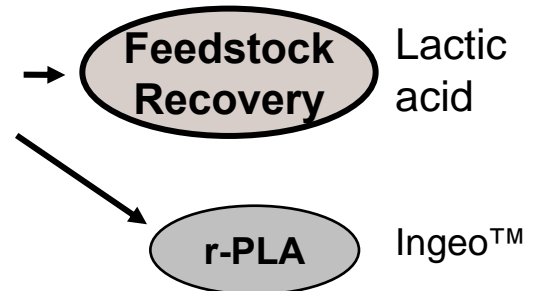 Feedstock
Recovery
Lactic
acid
r-PLA
Ingeo™